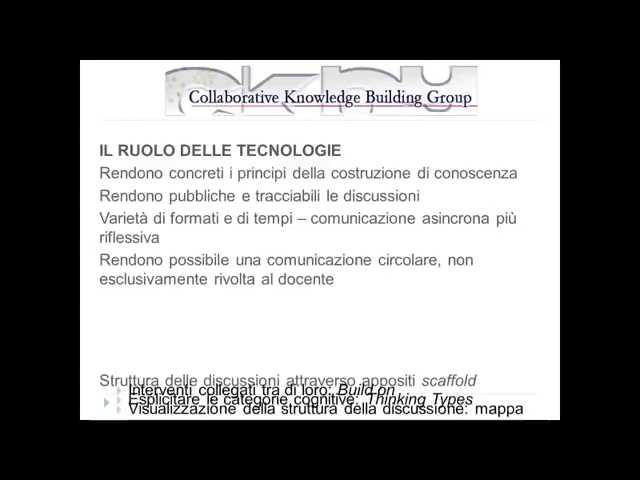 Collaborative Knowledge Building Group
IL RUOLO DELLE TECNOLOGIE
Rendono concreti i principi della costruzione di conoscenza
Rendono pubbliche e tracciabili le discussioni
Varietà di formati e di tempi – comunicazione asincrona più
riflessiva
Rendono possibile una comunicazione circolare, non
esclusivamente rivolta al docente
Struttura delle discussioni attraverso appositi scaffold
Interventi collegati tra di loro: Build on
Esplicitare le categorie cognitive: Thinking Types
Visualizzazione della struttura della discussione: mappa